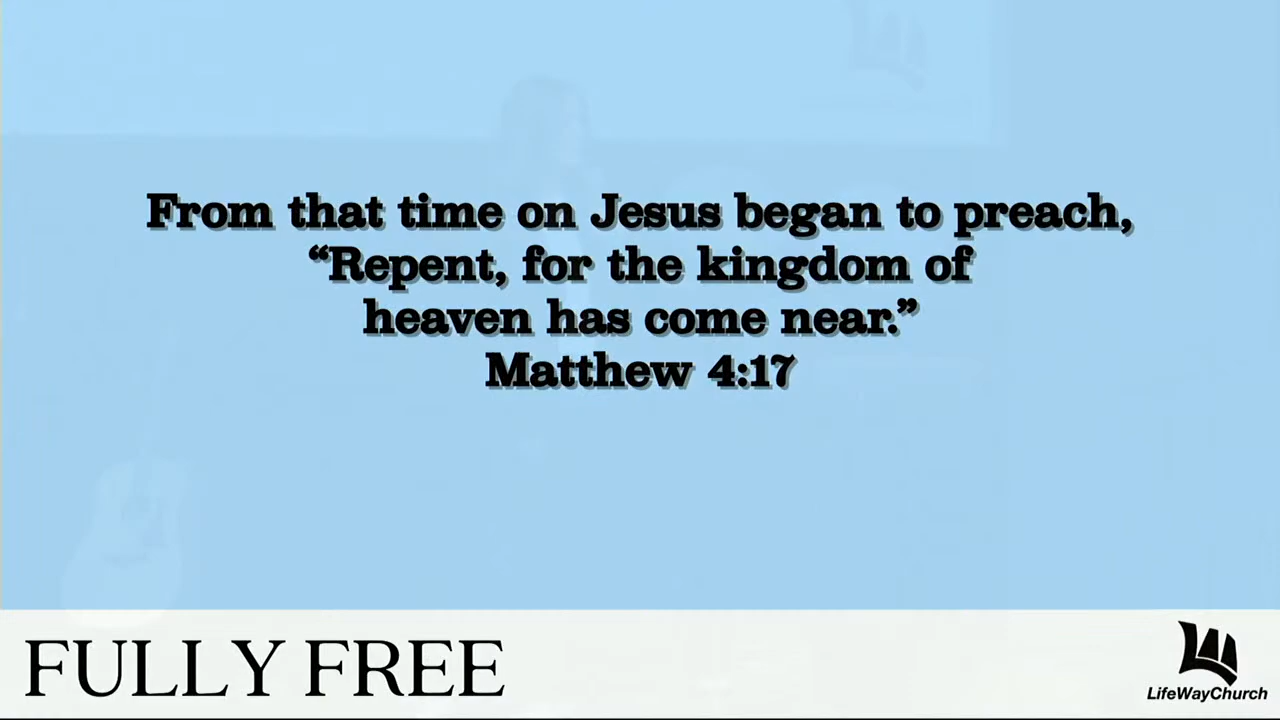 From that time on Jesus began to preach,
“Repent, for the kingdom of
heaven has come near.”
Matthew 4:17
FULLY FREE
LifeWayChurch